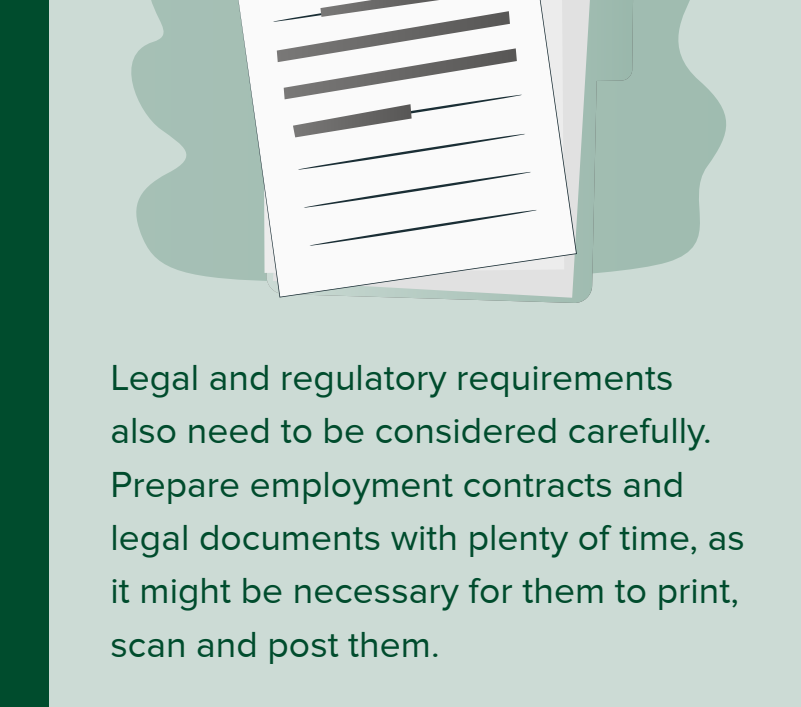 Legal and regulatory requirements
also need to be considered carefully.
Prepare employment contracts and
legal documents with plenty of time, as
it might be necessary for them to print,
scan and post them.